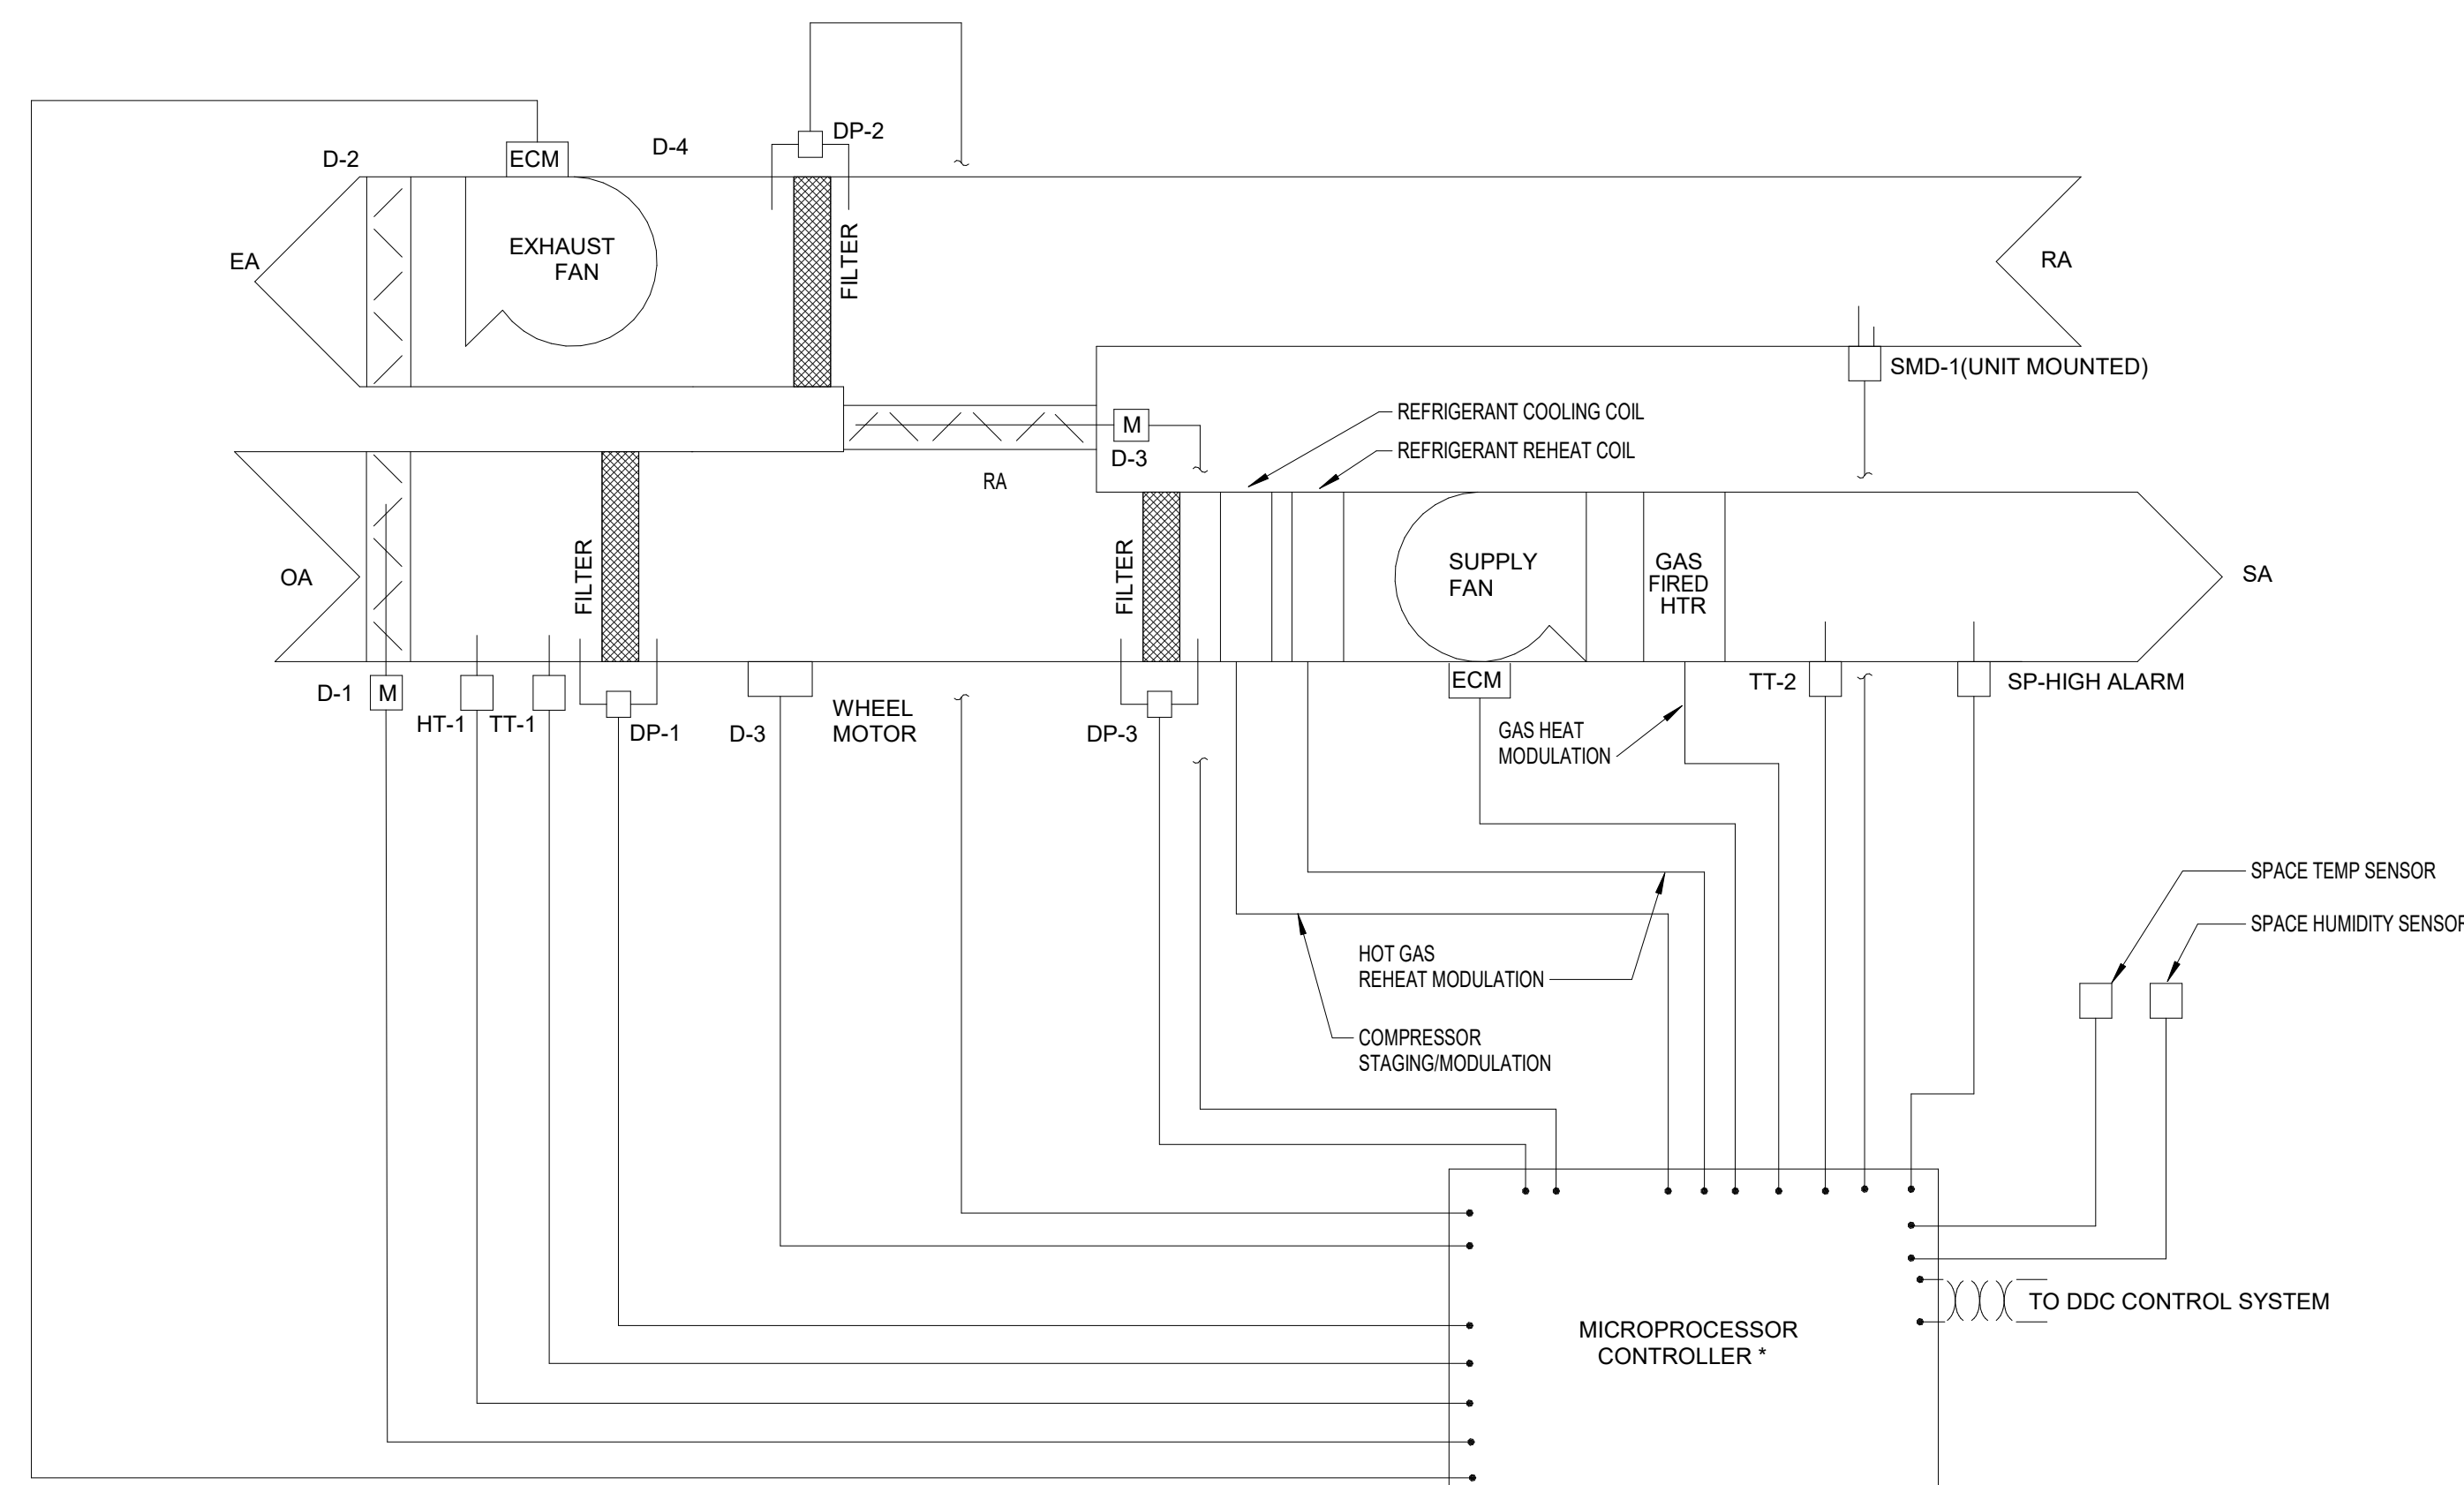 DP-2
D-4
D-2
ECM
EXHAUST
FAN
FILTER
EA
RA
SMD-1(UNIT MOUNTED)
REFRIGERANT COOLING COIL
M
REFRIGERANT REHEAT COIL
D-3
RA
FILTER
FILTER
SUPPLY
FAN
GAS
FIRED
HTR
OA
SA
D-1
M
HT-1
TT-1
DP-1
D-3
WHEEL
MOTOR
DP-3
ECM
TT-2
SP-HIGH ALARM
GAS HEAT
MODULATION
SPACE TEMP SENSOR
SPACE HUMIDITY SENSOR
HOT GAS
REHEAT MODULATION
COMPRESSOR
STAGING/MODULATION
TO DDC CONTROL SYSTEM
MICROPROCESSOR
CONTROLLER *